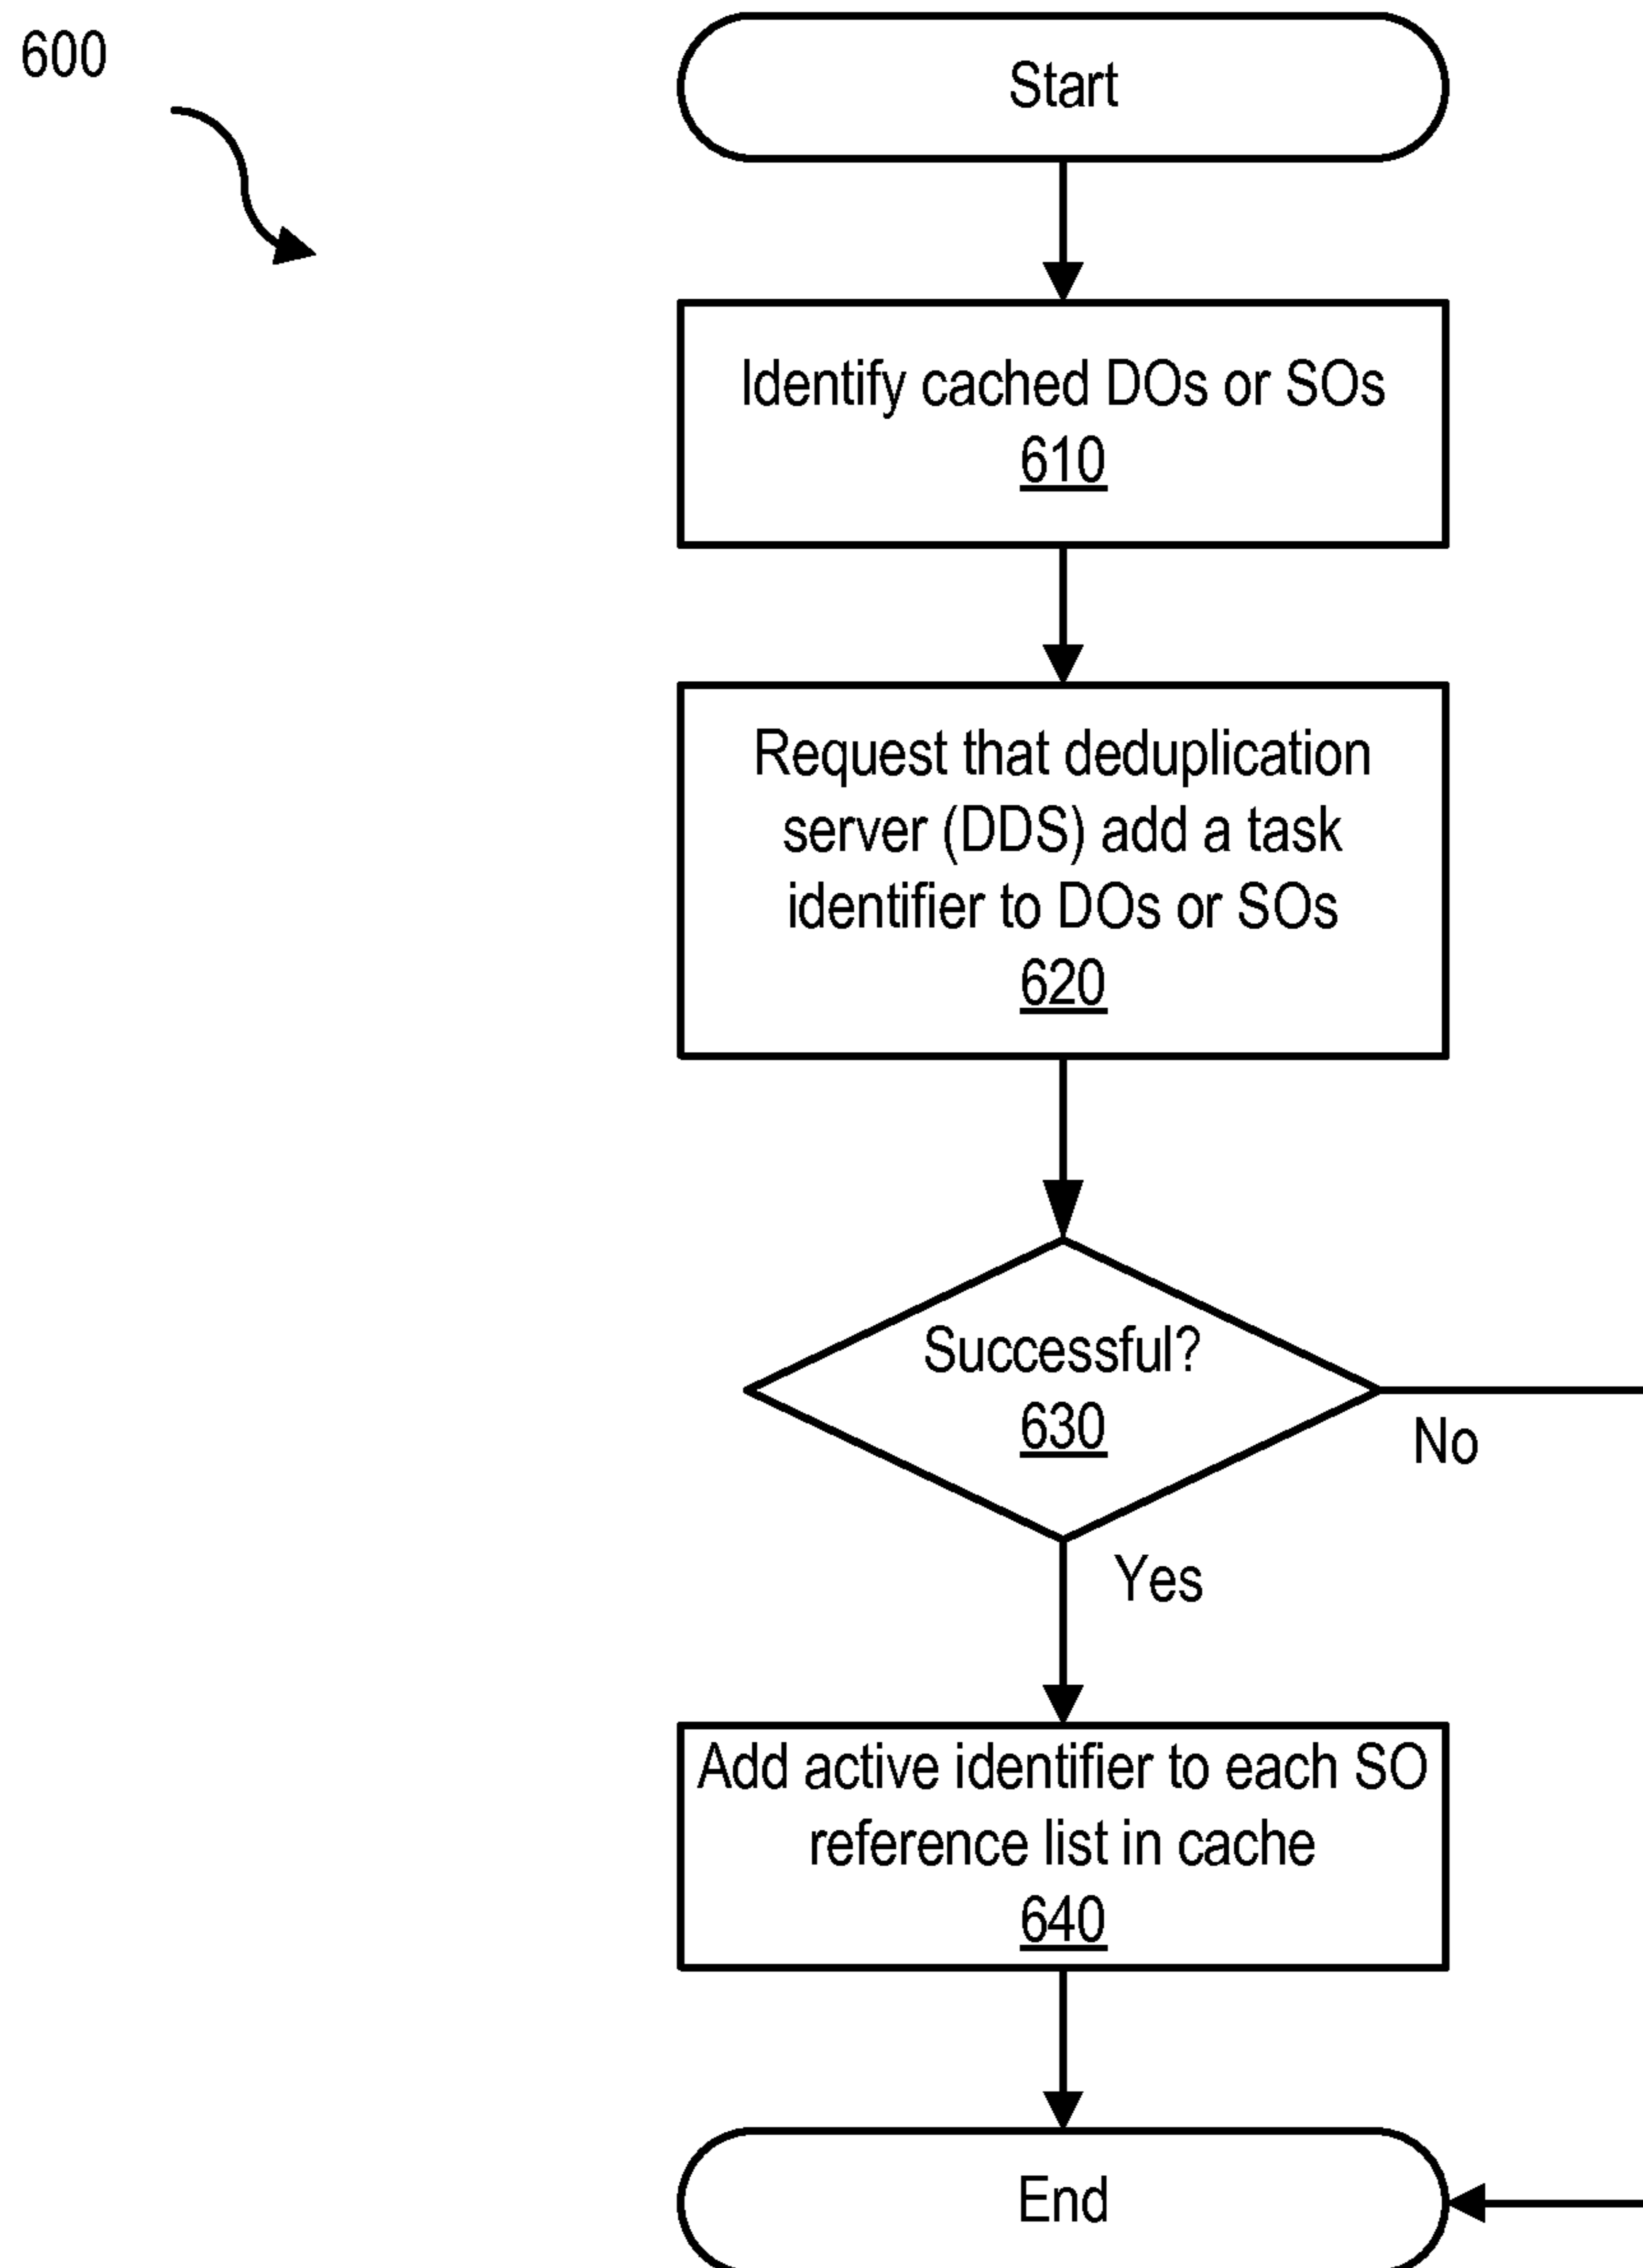 600
Start
Identify cached DOs or SOs
610
Request that deduplication
server (DDS) add a task
identifier to DOs or SOs
620
Successful?
630
No
Yes
Add active identifier to each SO
reference list in cache
640
End